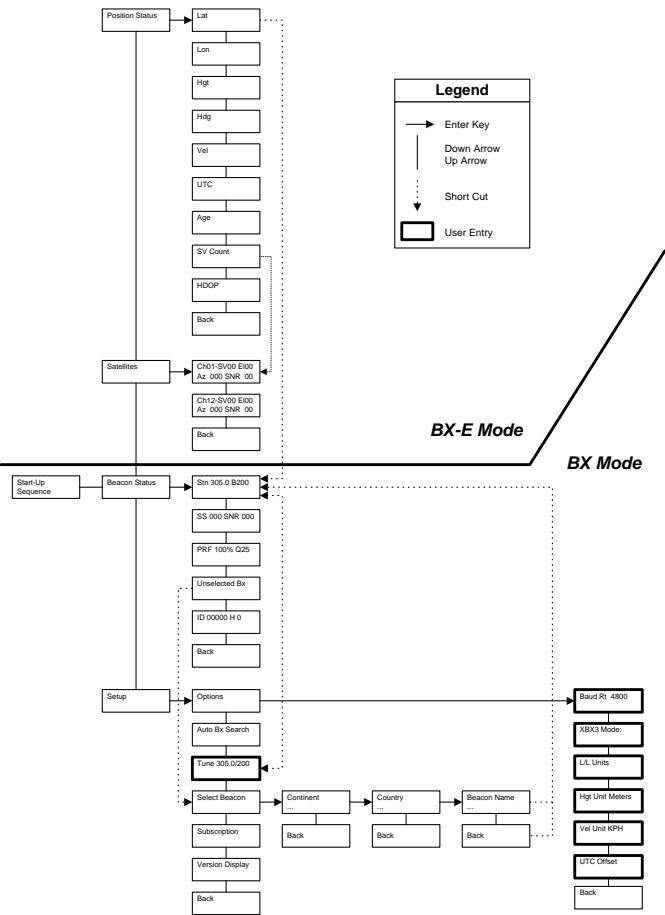 Position Status
Lat
Lon
Hgt
Hdg
Vel
UTC
Age
SV Count
HDOP
Back
Legend
Enter Key
Down Arrow
Up Arrow
Short Cut
User Entry
Satellites
Ch01-SV00 El00
Az 000 SNR 00
Ch12-SV00 El00
Az 000 SNR 00
Back
BX-E Mode
BX Mode
Start-Up
Sequence
Beacon Status
Stn 305.0 B200
SS 000 SNR 000
PRF 100% Q25
Unselected Bx
ID 00000 H 0
Back
Setup
Options
Auto Bx Search
Tune 305.0/200
Select Beacon
Continent
...
Country
...
Beacon Name
...
Subscription
Back
Back
Back
Version Display
Back
Baud Rt 4800
XBX3 Mode:
L/L Units
Hgt Unit Meters
Vel Unit KPH
UTC Offset
Back